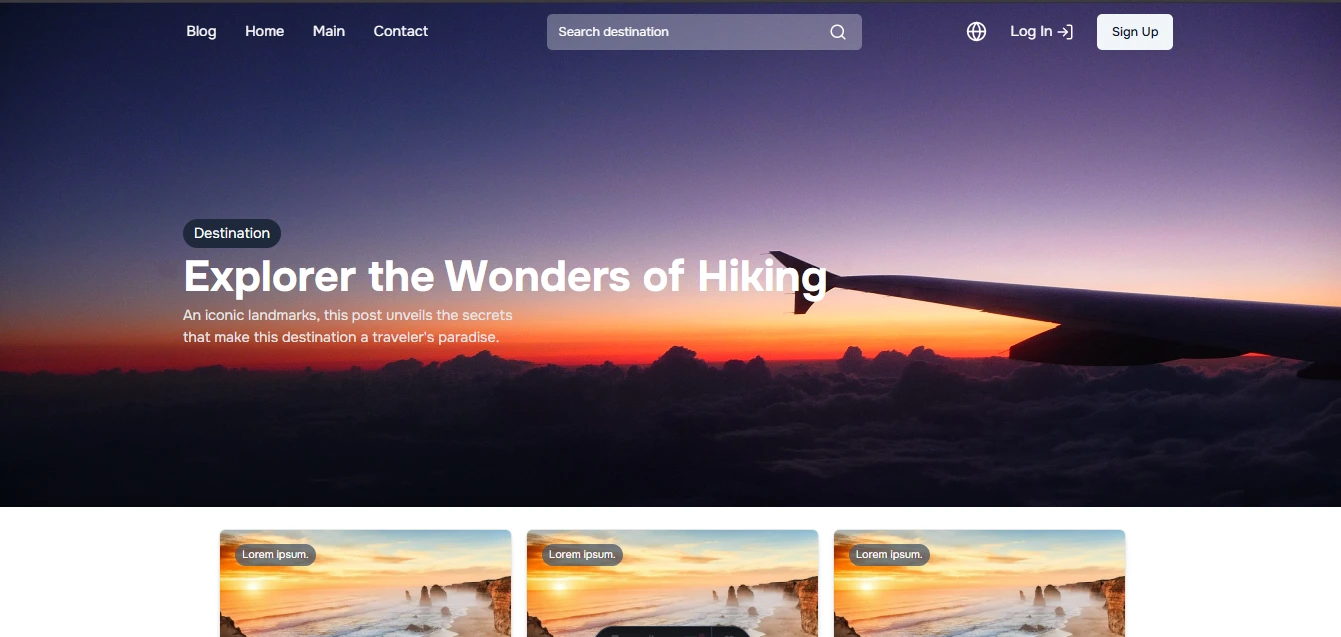 Blog Home Main Contact Search destination Log In Sign Up
Destination
Explorer the Wonders of Hiking
An iconic landmarks, this post unveils the secrets
that make this destination a traveler's paradise.
Lorem ipsum. Lorem ipsum. Lorem ipsum.